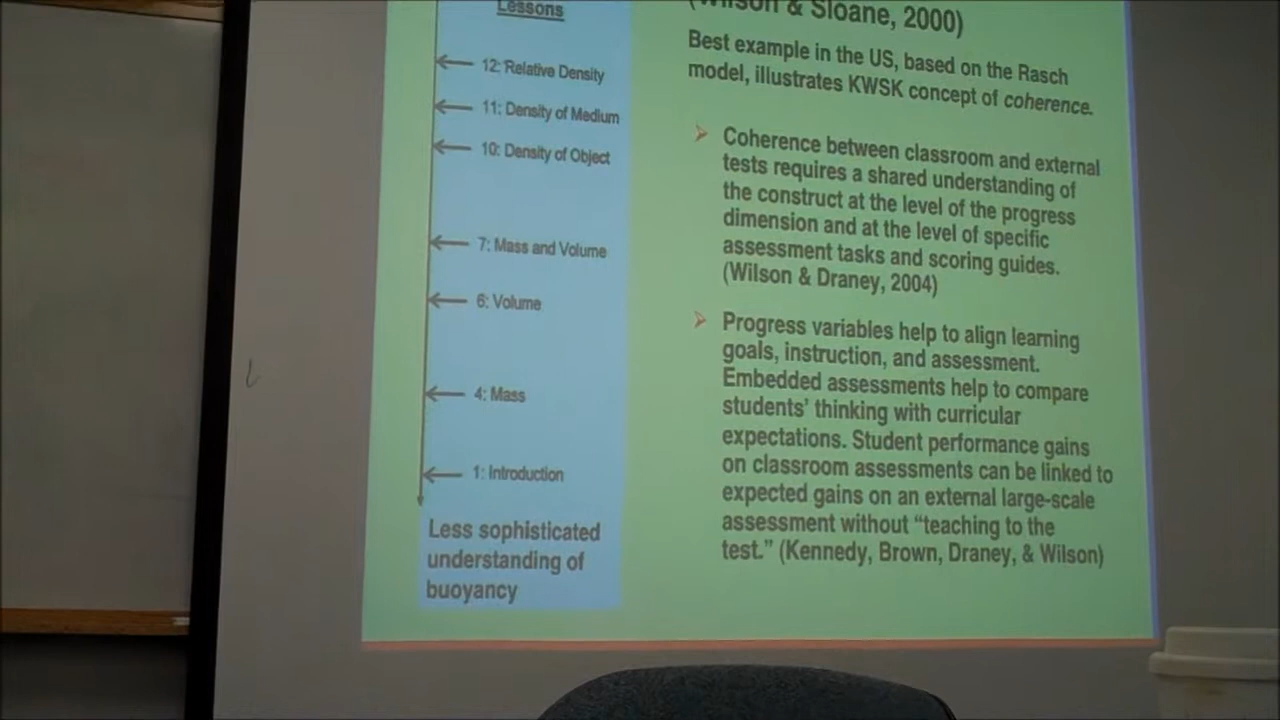 Lessons
12: Relative Density
11: Density of Medium
10: Density of Object
7: Mass and Volume
6: Volume
4: Mass
1: Introduction
Less sophisticated
understanding of
buoyancy
(Wilson & Sloane, 2000)
Best example in the US, based on the Rasch
model, illustrates KWSK concept of coherence.
Coherence between classroom and external
tests requires a shared understanding of
the construct at the level of the progress
dimension and at the level of specific
assessment tasks and scoring guides.
(Wilson & Draney, 2004)
Progress variables help to align learning
goals, instruction, and assessment.
Embedded assessments help to compare
students' thinking with curricular
expectations. Student performance gains
on classroom assessments can be linked to
expected gains on an external large-scale
assessment without “teaching to the
test.” (Kennedy, Brown, Draney, & Wilson)